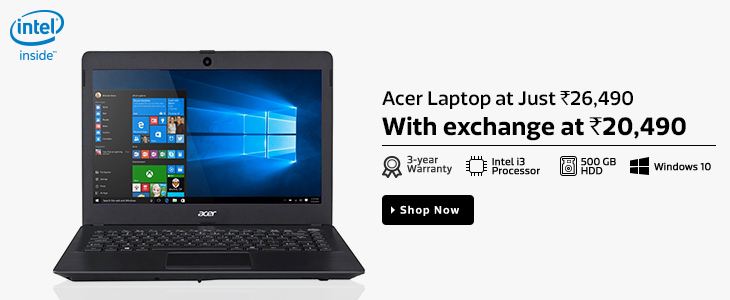 intel
inside™
Acer Laptop at Just ₹26,490
With exchange at ₹20,490
3-year
Warranty
Intel i3
Processor
500 GB
HDD
Windows 10
Shop Now
acer